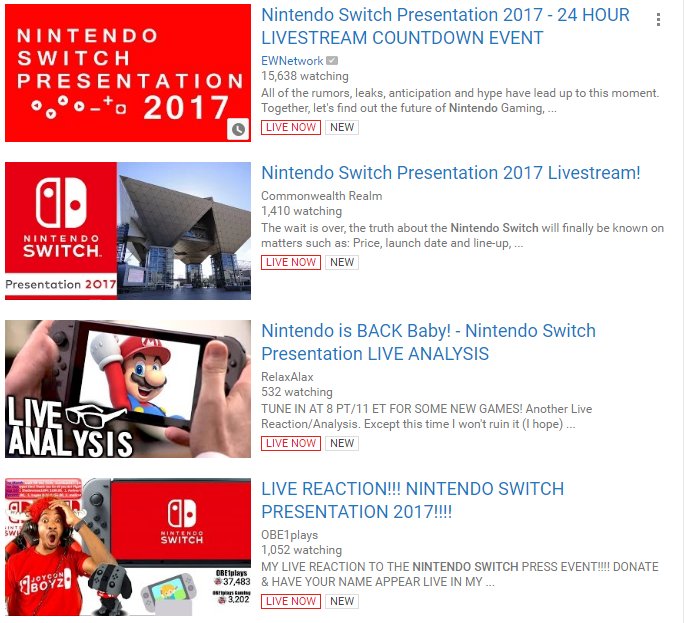 NINTENDO
SWITCH
PRESENTATION
2017
Nintendo Switch Presentation 2017 - 24 HOUR
LIVESTREAM COUNTDOWN EVENT
EWNetwork
15,638 watching
All of the rumors, leaks, anticipation and hype have lead up to this moment.
Together, let's find out the future of Nintendo Gaming, ...
LIVE NOW NEW
NINTENDO
SWITCH
Presentation 2017
Nintendo Switch Presentation 2017 Livestream!
Commonwealth Realm
1,410 watching
The wait is over, the truth about the Nintendo Switch will finally be known on
matters such as: Price, launch date and line-up, ...
LIVE NOW NEW
LIVE
ANALYSIS
Nintendo is BACK Baby! - Nintendo Switch
Presentation LIVE ANALYSIS
RelaxAlax
532 watching
TUNE IN AT 8 PT/11 ET FOR SOME NEW GAMES! Another Live
Reaction/Analysis. Except this time I won't ruin it (I hope) ...
LIVE NOW NEW
NINTENDO
SWITCH
JOYCON
BOYZ
OBE1plays
37,483
OBE1plays Gaming
3,202
LIVE REACTION!!! NINTENDO SWITCH
PRESENTATION 2017!!!!
OBE1plays
1,052 watching
MY LIVE REACTION TO THE NINTENDO SWITCH PRESS EVENT!!!! DONATE
& HAVE YOUR NAME APPEAR LIVE IN MY ...
LIVE NOW NEW